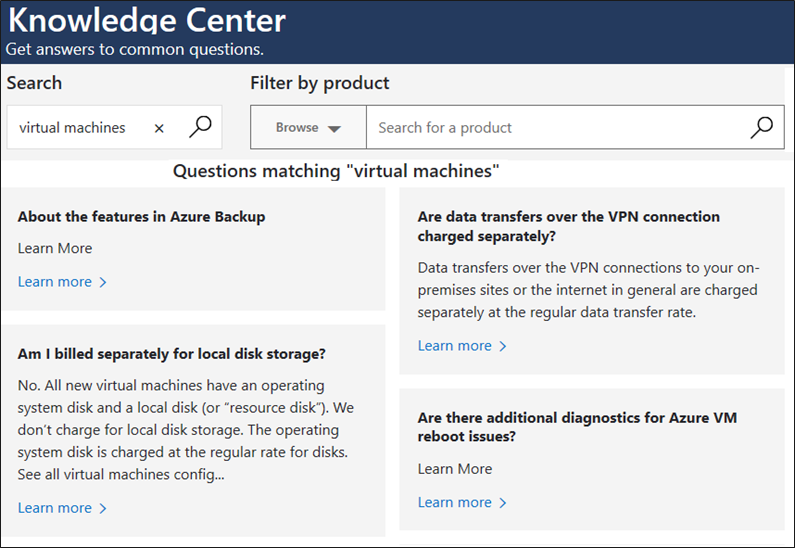 Knowledge Center
Get answers to common questions.
Search
Filter by product
virtual machines
Browse
Search for a product
Questions matching "virtual machines"
About the features in Azure Backup
Learn More
Learn more
Am I billed separately for local disk storage?
No. All new virtual machines have an operating
system disk and a local disk (or “resource disk”). We
don’t charge for local disk storage. The operating
system disk is charged at the regular rate for disks.
See all virtual machines config...
Learn more
Are data transfers over the VPN connection
charged separately?
Data transfers over the VPN connections to your on-
premises sites or the internet in general are charged
separately at the regular data transfer rate.
Learn more
Are there additional diagnostics for Azure VM
reboot issues?
Learn More
Learn more